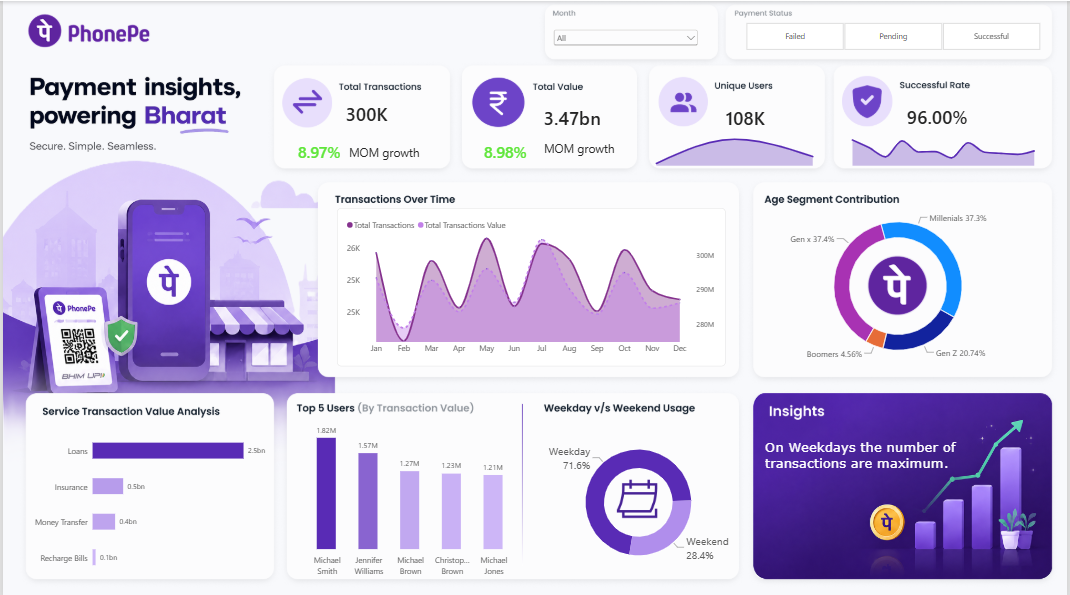 पे PhonePe
Month
All
Payment Status
Failed
Pending
Successful
Payment insights,
powering Bharat
Secure. Simple. Seamless.
Total Transactions
300K
8.97% MOM growth
₹
Total Value
3.47bn
8.98% MOM growth
Unique Users
108K
Successful Rate
96.00%
पे
पे PhonePe
BHIM UPI
Transactions Over Time
Total Transactions Total Transactions Value
26K
25K
25K
300M
290M
280M
Jan Feb Mar Apr May Jun Jul Aug Sep Oct Nov Dec
Age Segment Contribution
Millenials 37.3%
Gen x 37.4%
पे
Boomers 4.56%
Gen Z 20.74%
Service Transaction Value Analysis
Loans 2.5bn
Insurance 0.5bn
Money Transfer 0.4bn
Recharge Bills 0.1bn
Top 5 Users (By Transaction Value)
1.82M
1.57M
1.27M
1.23M
1.21M
Michael
Smith
Jennifer
Williams
Michael
Brown
Christop...
Brown
Michael
Jones
Weekday v/s Weekend Usage
Weekday
71.6%
Weekend
28.4%
Insights
On Weekdays the number of
transactions are maximum.
पे